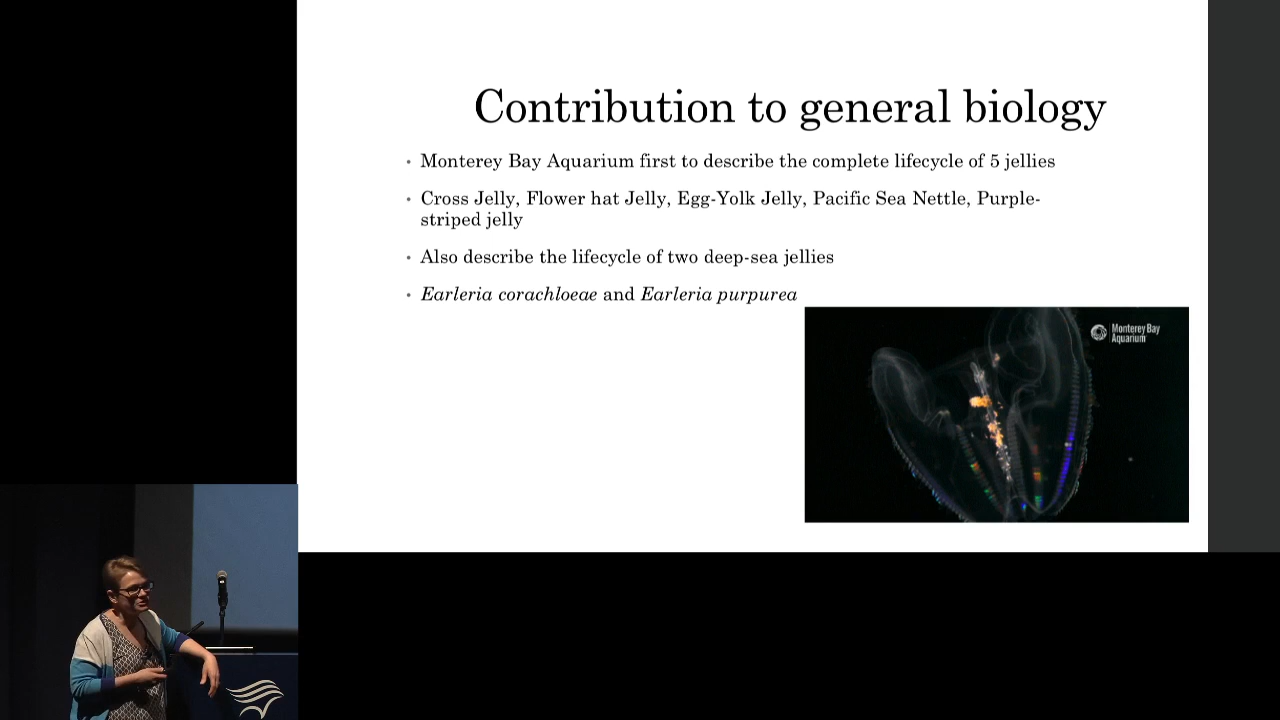 Contribution to general biology
• Monterey Bay Aquarium first to describe the complete lifecycle of 5 jellies
• Cross Jelly, Flower hat Jelly, Egg-Yolk Jelly, Pacific Sea Nettle, Purple-
striped jelly
• Also describe the lifecycle of two deep-sea jellies
• Earleria corachloeae and Earleria purpurea
Monterey Bay
Aquarium